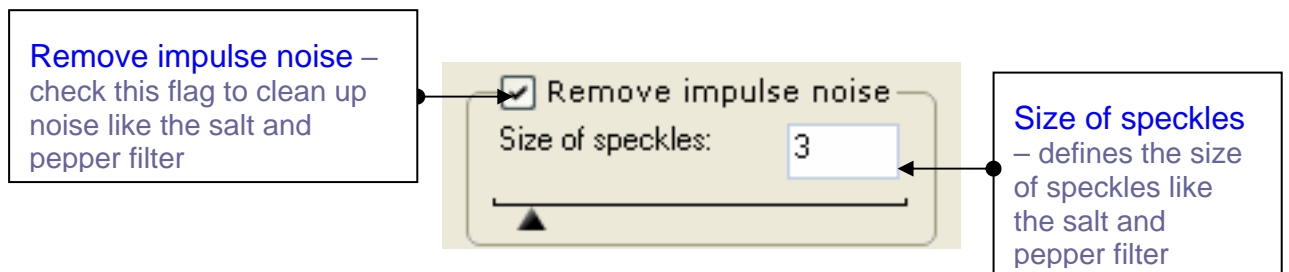 Remove impulse noise –
check this flag to clean up
noise like the salt and
pepper filter
Remove impulse noise
Size of speckles:
3
Size of speckles
– defines the size
of speckles like
the salt and
pepper filter